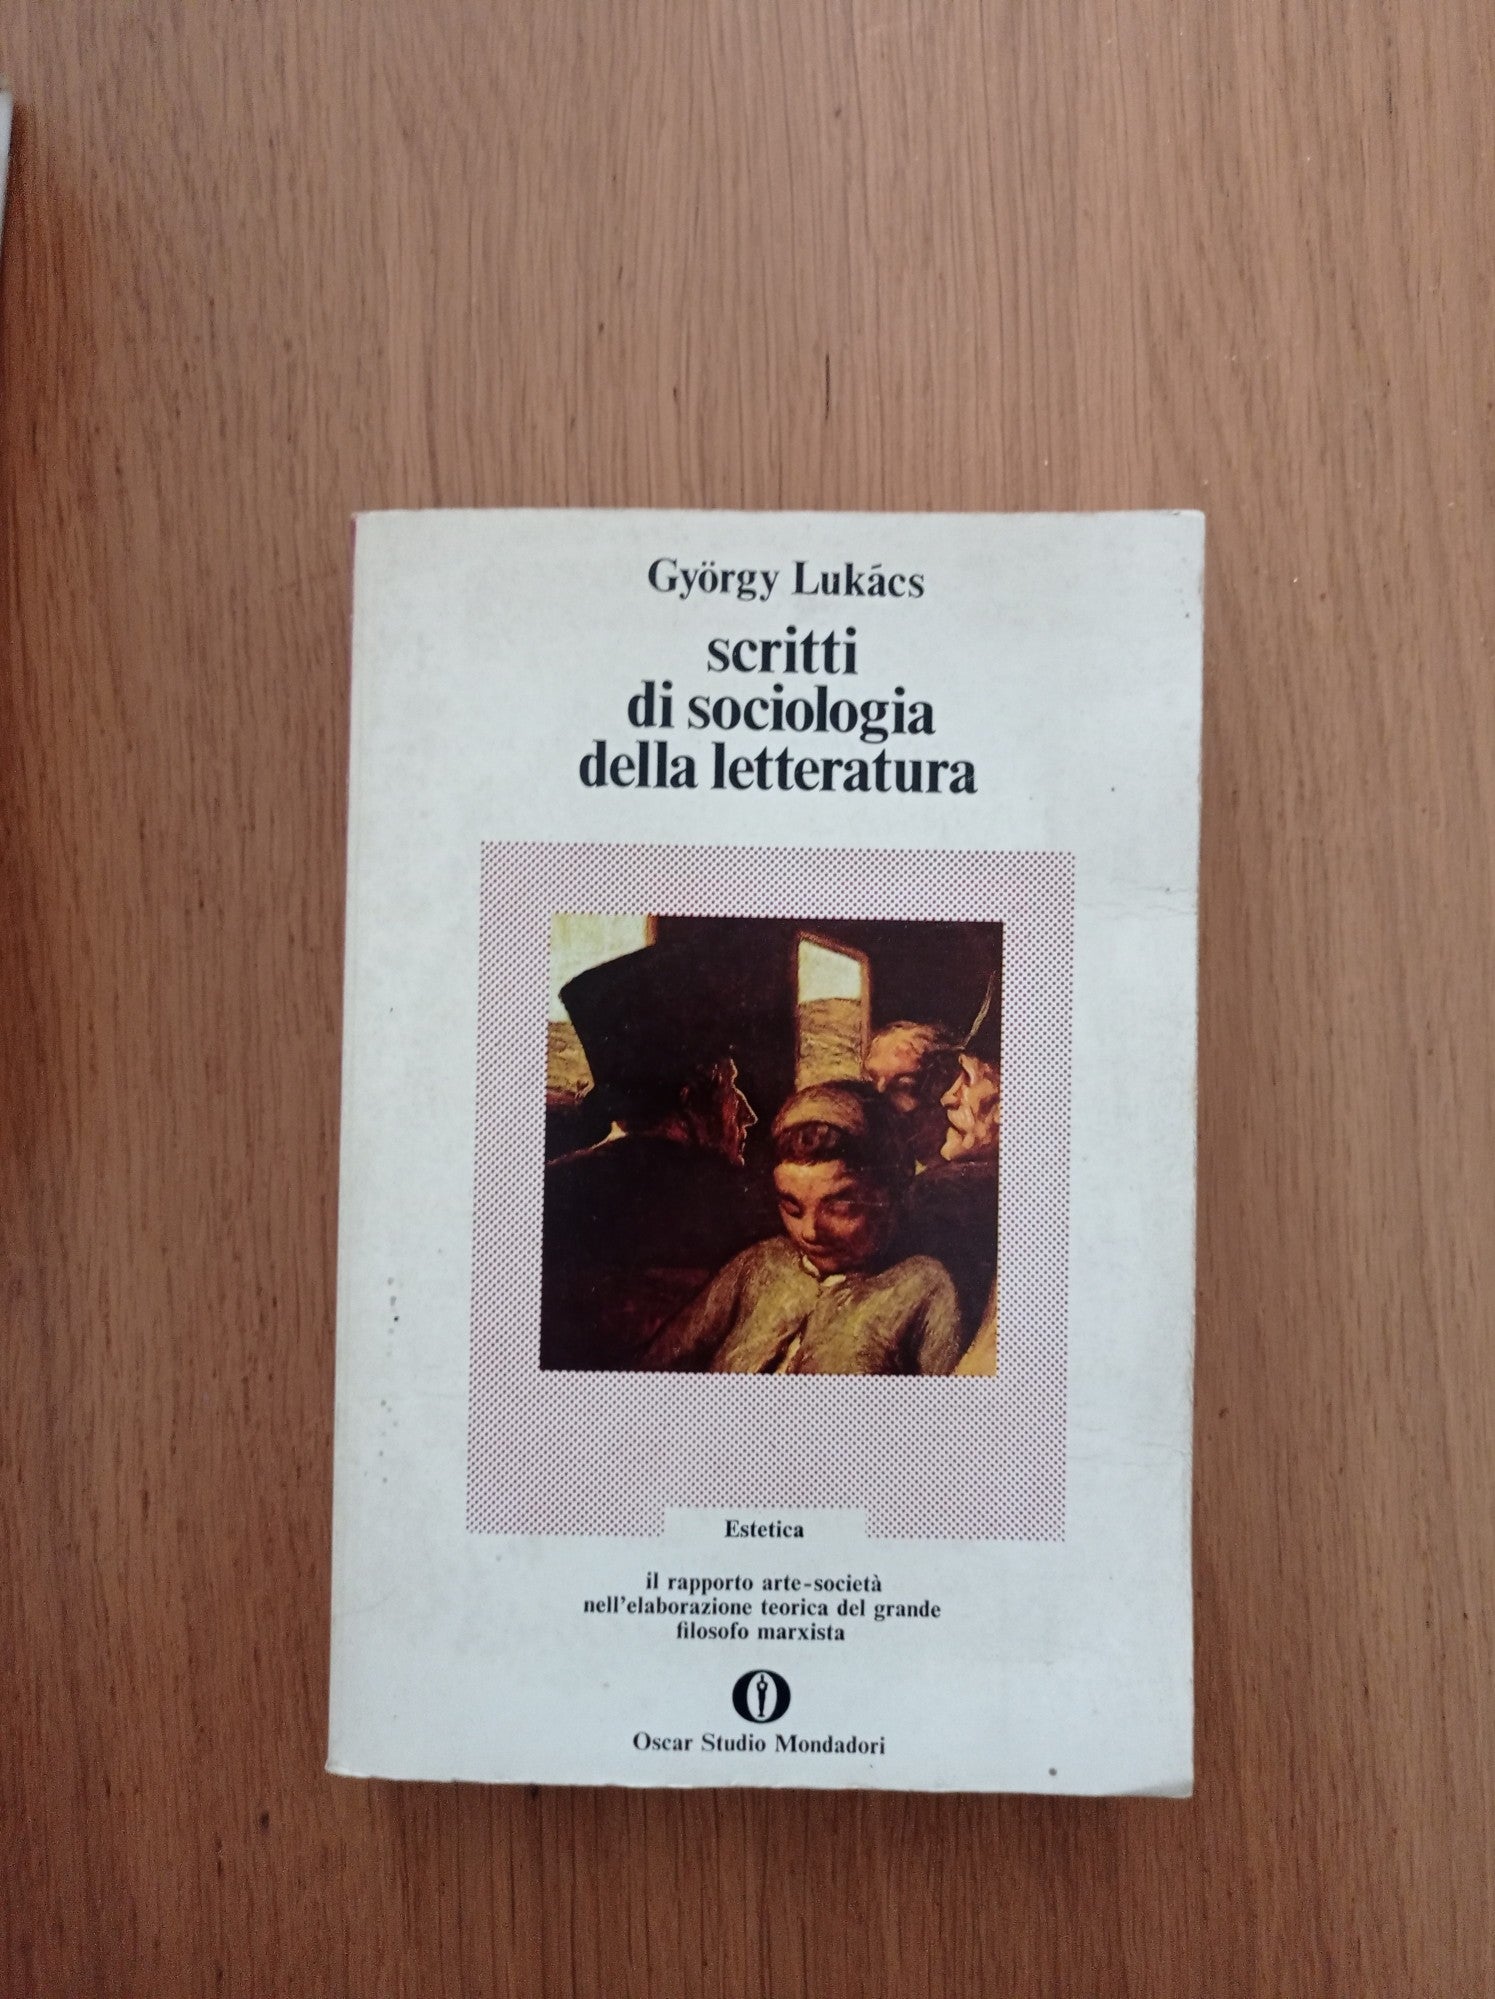 György Lukács
scritti
di sociologia
della letteratura
Estetica
il rapporto arte-società
nell'elaborazione teorica del grande
filosofo marxista
Oscar Studio Mondadori